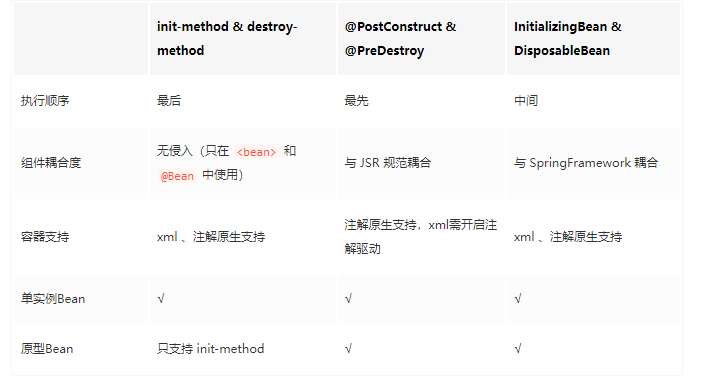 init-method & destroy-method @PostConstruct & @PreDestroy InitializingBean & DisposableBean
执行顺序 最后 最先 中间
组件耦合度 无侵入（只在 <bean> 和 @Bean 中使用） 与 JSR 规范耦合 与 SpringFramework 耦合
容器支持 xml 、注解原生支持 注解原生支持，xml需开启注解驱动 xml 、注解原生支持
单实例Bean √ √ √
原型Bean 只支持 init-method √ √